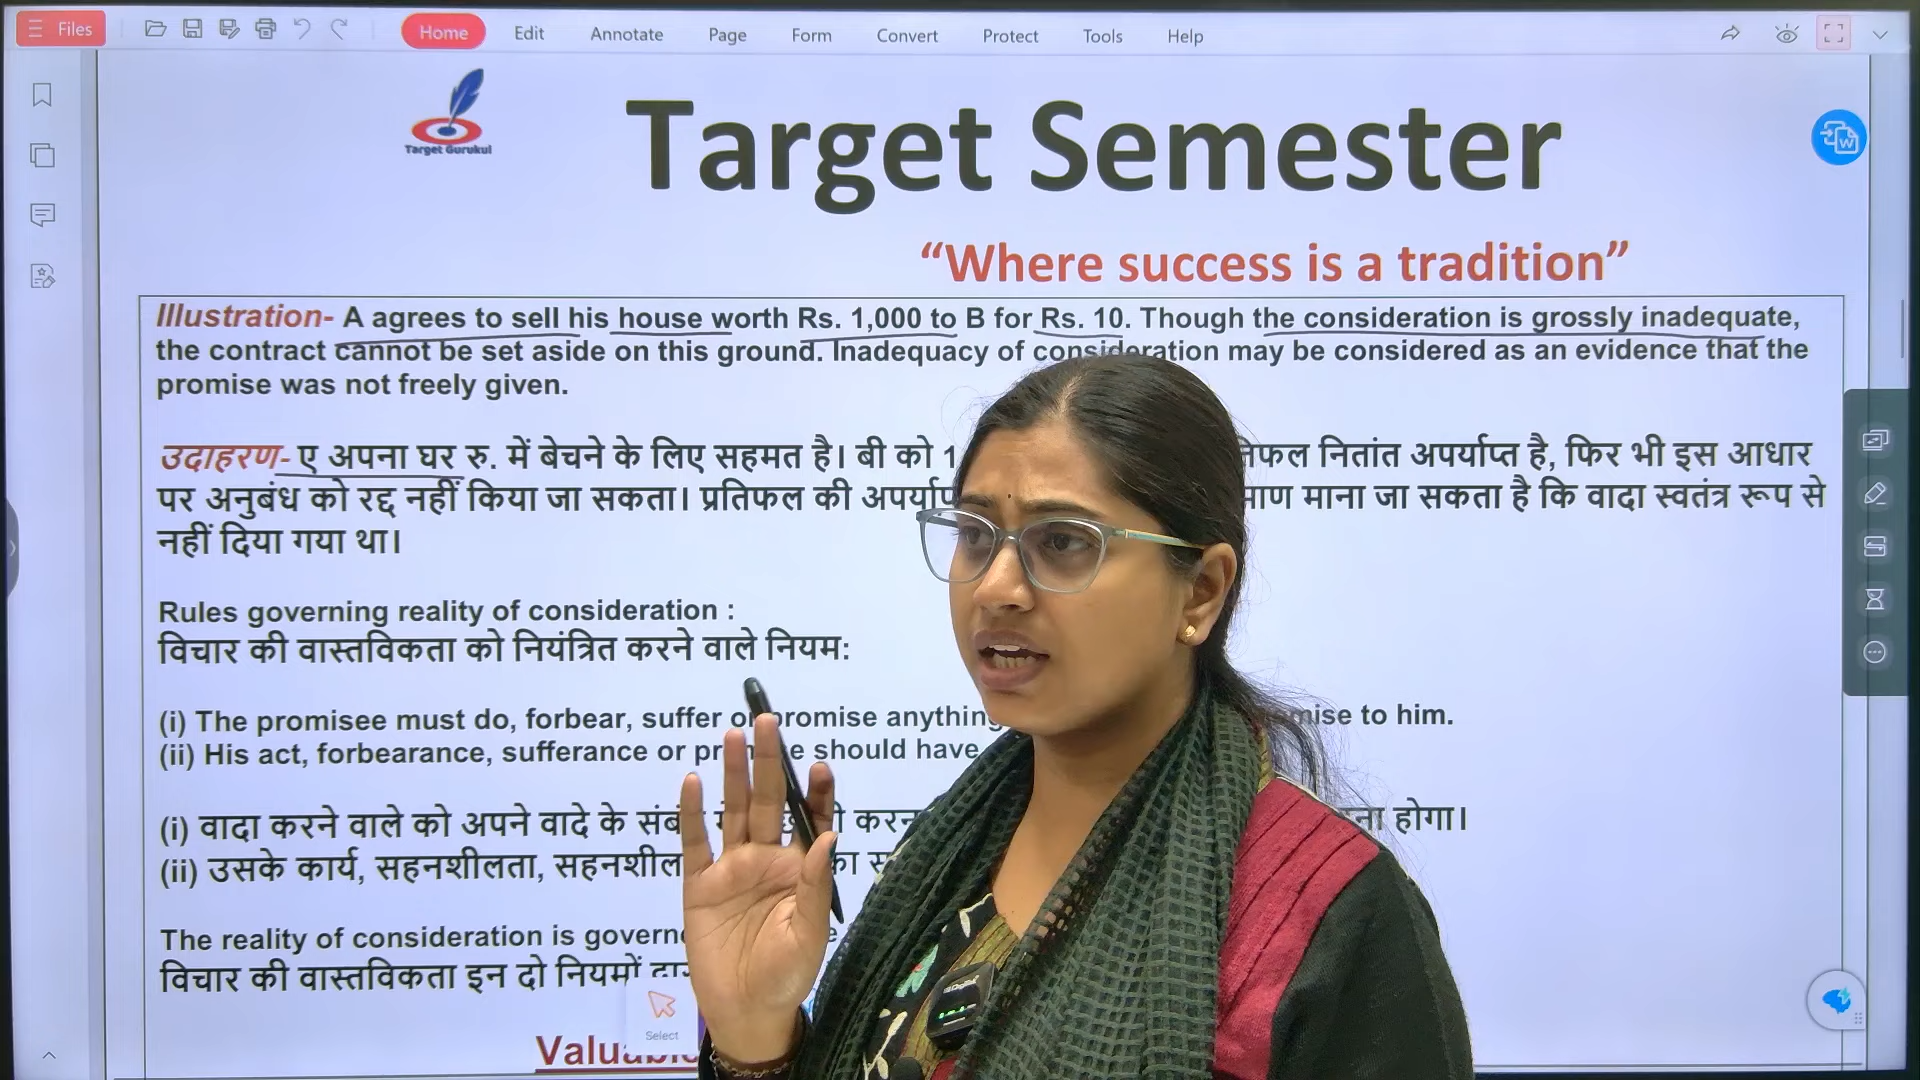 Files
Home Edit Annotate Page Form Convert Protect Tools Help
Target Gurukul
Target Semester
“Where success is a tradition”
Illustration- A agrees to sell his house worth Rs. 1,000 to B for Rs. 10. Though the consideration is grossly inadequate,
the contract cannot be set aside on this ground. Inadequacy of consideration may be considered as an evidence that the
promise was not freely given.
उदाहरण- ए अपना घर रु. में बेचने के लिए सहमत है। बी को नितांत अपर्याप्त है, फिर भी इस आधार
पर अनुबंध को रद्द नहीं किया जा सकता। प्रतिफल की माना जा सकता है कि वादा स्वतंत्र रूप से
नहीं दिया गया था।
Rules governing reality of consideration :
विचार की वास्तविकता को नियंत्रित करने वाले नियम:
(i) The promisee must do, forbear, suffer or promise to him.
(ii) His act, forbearance, sufferance or should have
(i) वादा करने वाले को अपने वादे के होगा।
(ii) उसके कार्य, सहनशीलता,
The reality of consideration is
विचार की वास्तविकता इन दो नियमों
Select